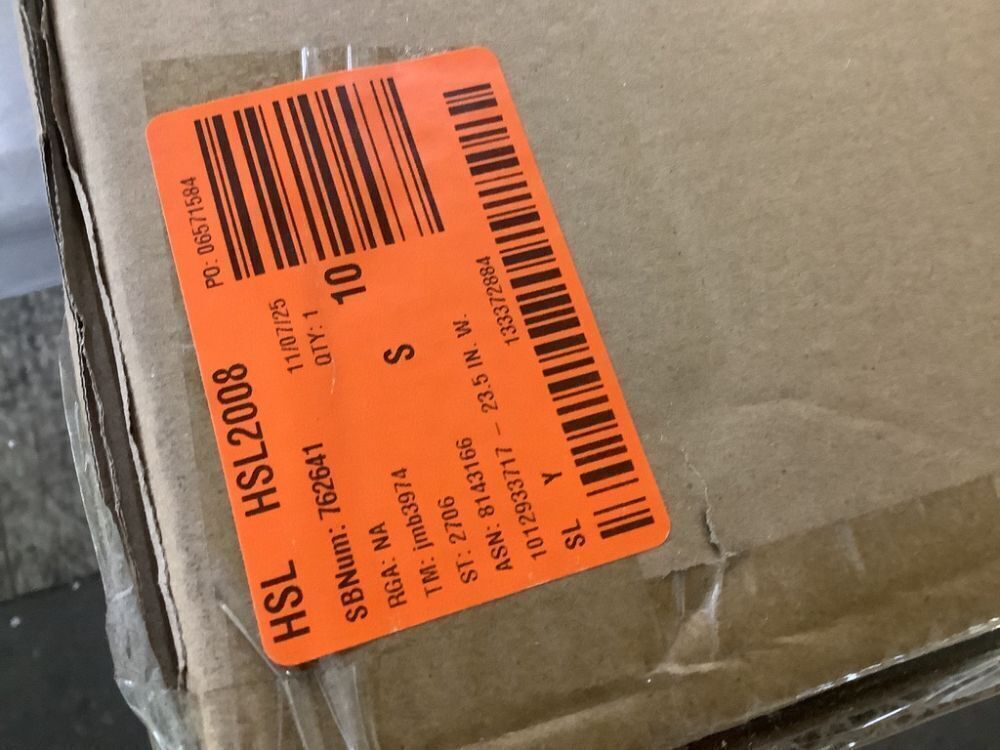 HSL HSL2008
PO: 06571584
SBNum: 762641
11/07/25
QTY: 1
RGA: NA
10
TM: jmb3974
S
ST: 2706
ASN: 8143166
1012933717 - 23.5 IN. W.
133372884
SL Y